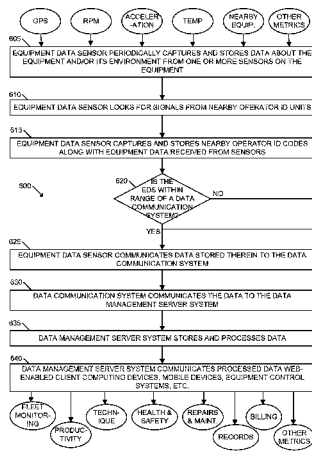 GPS
RPM
ACCELER-
ATION
TEMP
NEARBY
EQUIP.
OTHER
METRICS
605
EQUIPMENT DATA SENSOR PERIODICALLY CAPTURES AND STORES DATA ABOUT THE
EQUIPMENT AND/OR ITS ENVIRONMENT FROM ONE OR MORE SENSORS ON THE
EQUIPMENT
610
EQUIPMENT DATA SENSOR LOOKS FOR SIGNALS FROM NEARBY OPERATOR ID UNITS
615
EQUIPMENT DATA SENSOR CAPTURES AND STORES NEARBY OPERATOR ID CODES
ALONG WITH EQUIPMENT DATA RECEIVED FROM SENSORS
600
620
IS THE
EDS WITHIN
RANGE OF A DATA
COMMUNICATION
SYSTEM?
NO
YES
625
EQUIPMENT DATA SENSOR COMMUNICATES DATA STORED THEREIN TO THE DATA
COMMUNICATION SYSTEM
630
DATA COMMUNICATION SYSTEM COMMUNICATES THE DATA TO THE DATA
MANAGEMENT SERVER SYSTEM
635
DATA MANAGEMENT SERVER SYSTEM STORES AND PROCESSES DATA
640
DATA MANAGEMENT SERVER SYSTEM COMMUNICATES PROCESSED DATA WEB-
ENABLED CLIENT COMPUTING DEVICES, MOBILE DEVICES, EQUIPMENT CONTROL
SYSTEMS, ETC.
FLEET
MONITOR-
ING
PRODUC-
TIVITY
TECHN-
IQUE
HEALTH &
SAFETY
REPAIRS
& MAINT.
RECORDS
BILLING
OTHER
METRICS